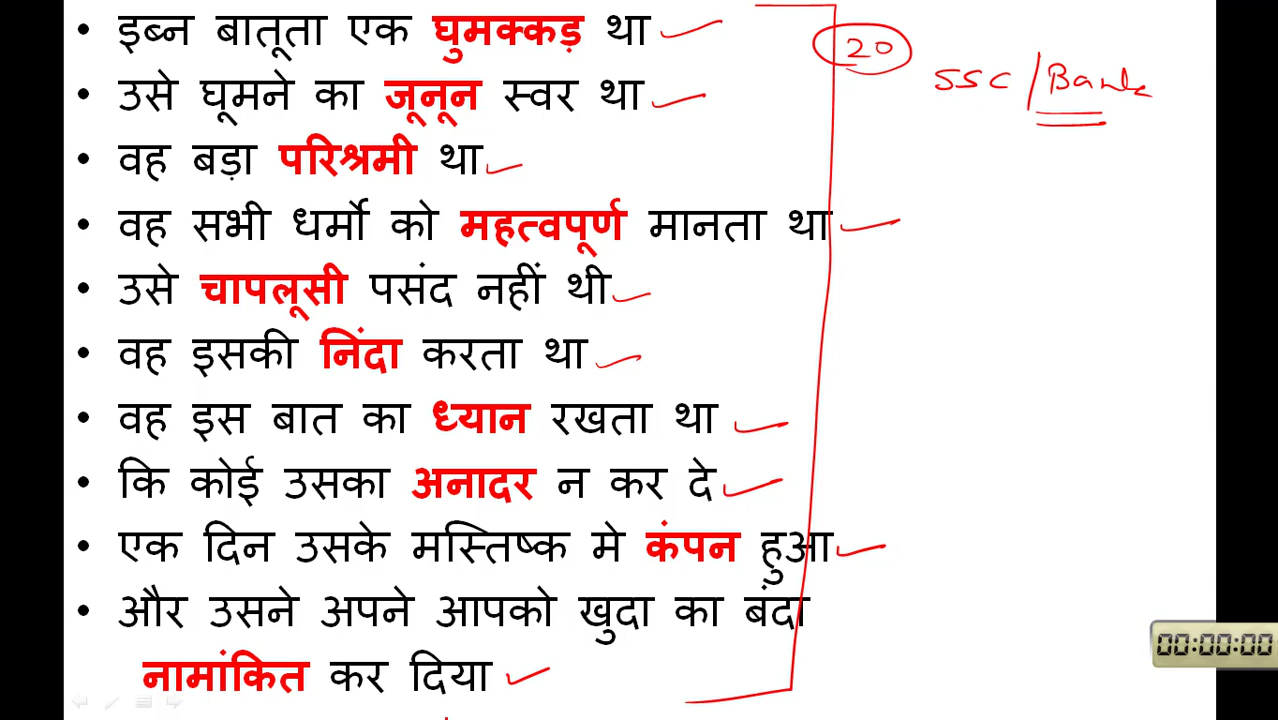 • इब्न बातूता एक घुमक्कड़ था
20
SSC / Bank
• उसे घूमने का जूनून स्वर था
• वह बड़ा परिश्रमी था
• वह सभी धर्मो को महत्वपूर्ण मानता था
• उसे चापलूसी पसंद नहीं थी
• वह इसकी निंदा करता था
• वह इस बात का ध्यान रखता था
• कि कोई उसका अनादर न कर दे
• एक दिन उसके मस्तिष्क मे कंपन हुआ
• और उसने अपने आपको खुदा का बंदा
नामांकित कर दिया
00:00:00